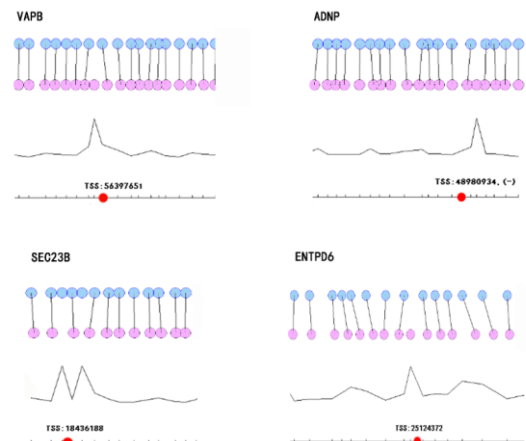 VAPB
ADNP
TSS:56397651
TSS:48980934, (-)
SEC23B
ENTPD6
TSS:18436188
TSS:25124372